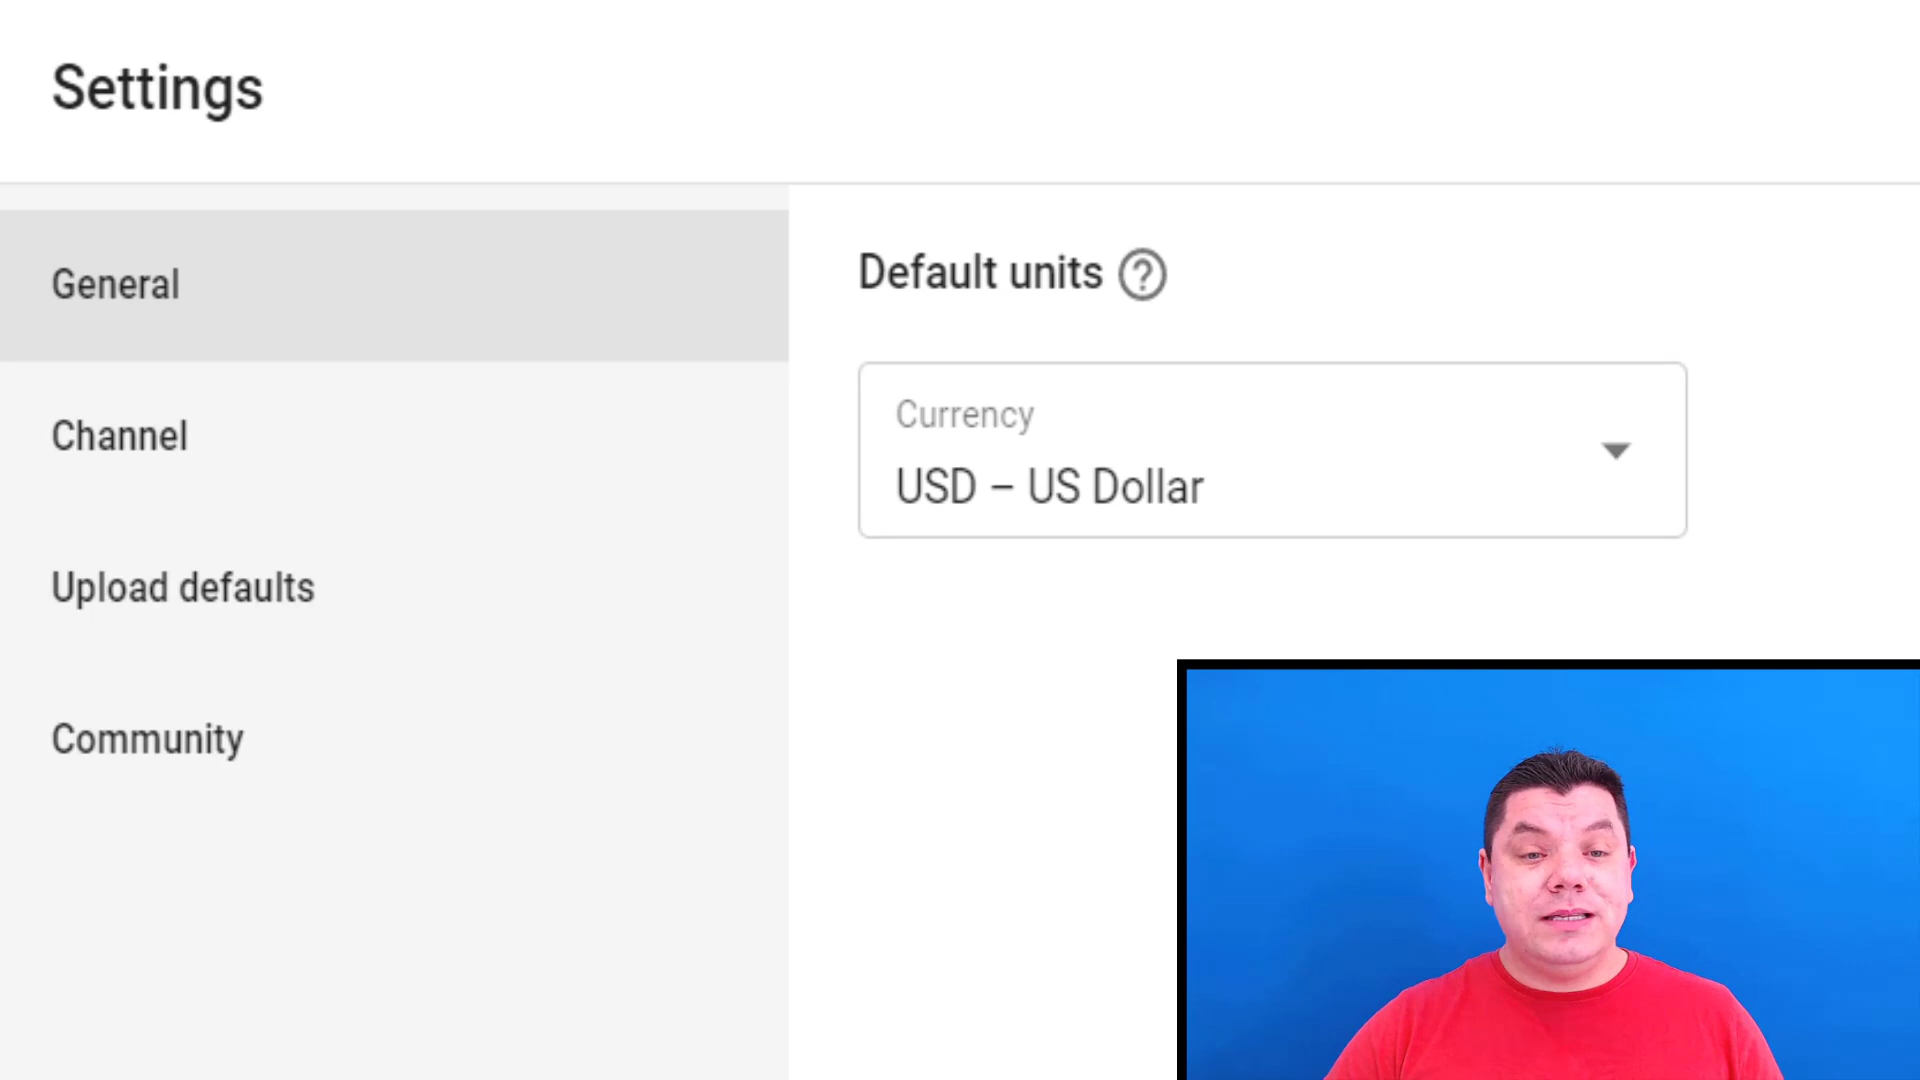 Settings
General
Channel
Upload defaults
Community
Default units
Currency
USD – US Dollar